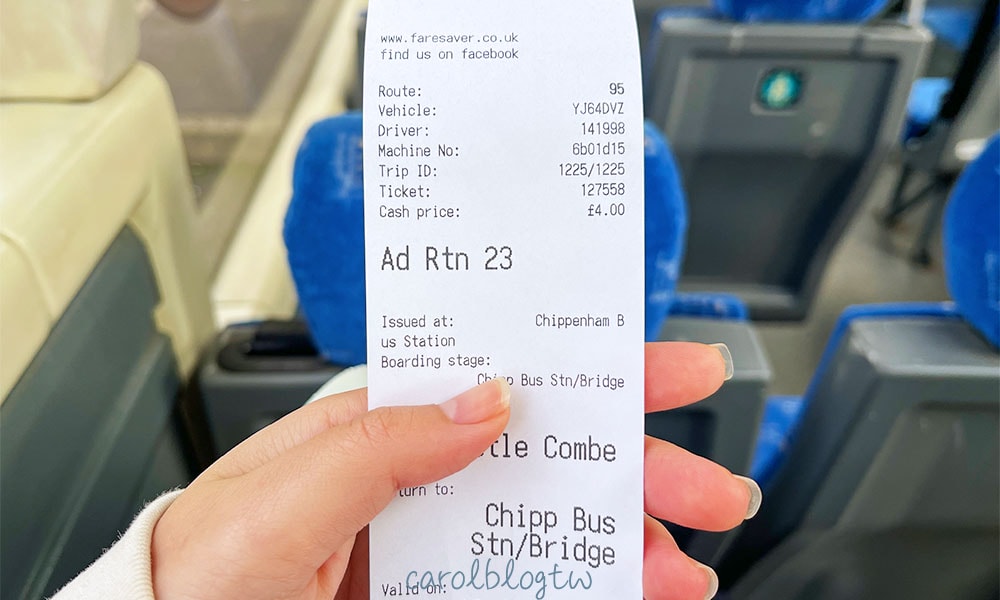 www.faresaver.co.uk
find us on facebook
Route: 95
Vehicle: YJ64DVZ
Driver: 141998
Machine No: 6b01d15
Trip ID: 1225/1225
Ticket: 127558
Cash price: £4.00
Ad Rtn 23
Issued at: Chippenham B
us Station
Boarding stage:
Chipp Bus Stn/Bridge
Combe
to:
Chipp Bus
Stn/Bridge
Valid on:
carolblogtw